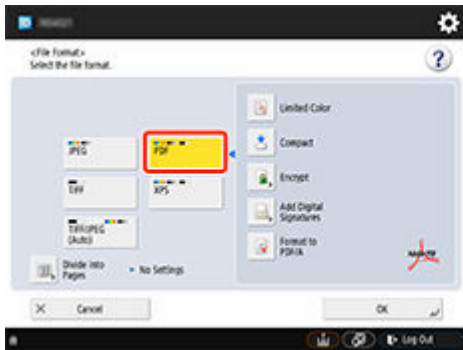 <File Format>
Select the file format.
?
Limited Color
JPEG
PDF
Compact
TIFF
XPS
Encrypt
TIFF/JPEG
(Auto)
Add Digital
Signatures
Format to
PDF/A
Divide into
Pages
No Settings
Cancel
OK
Log Out